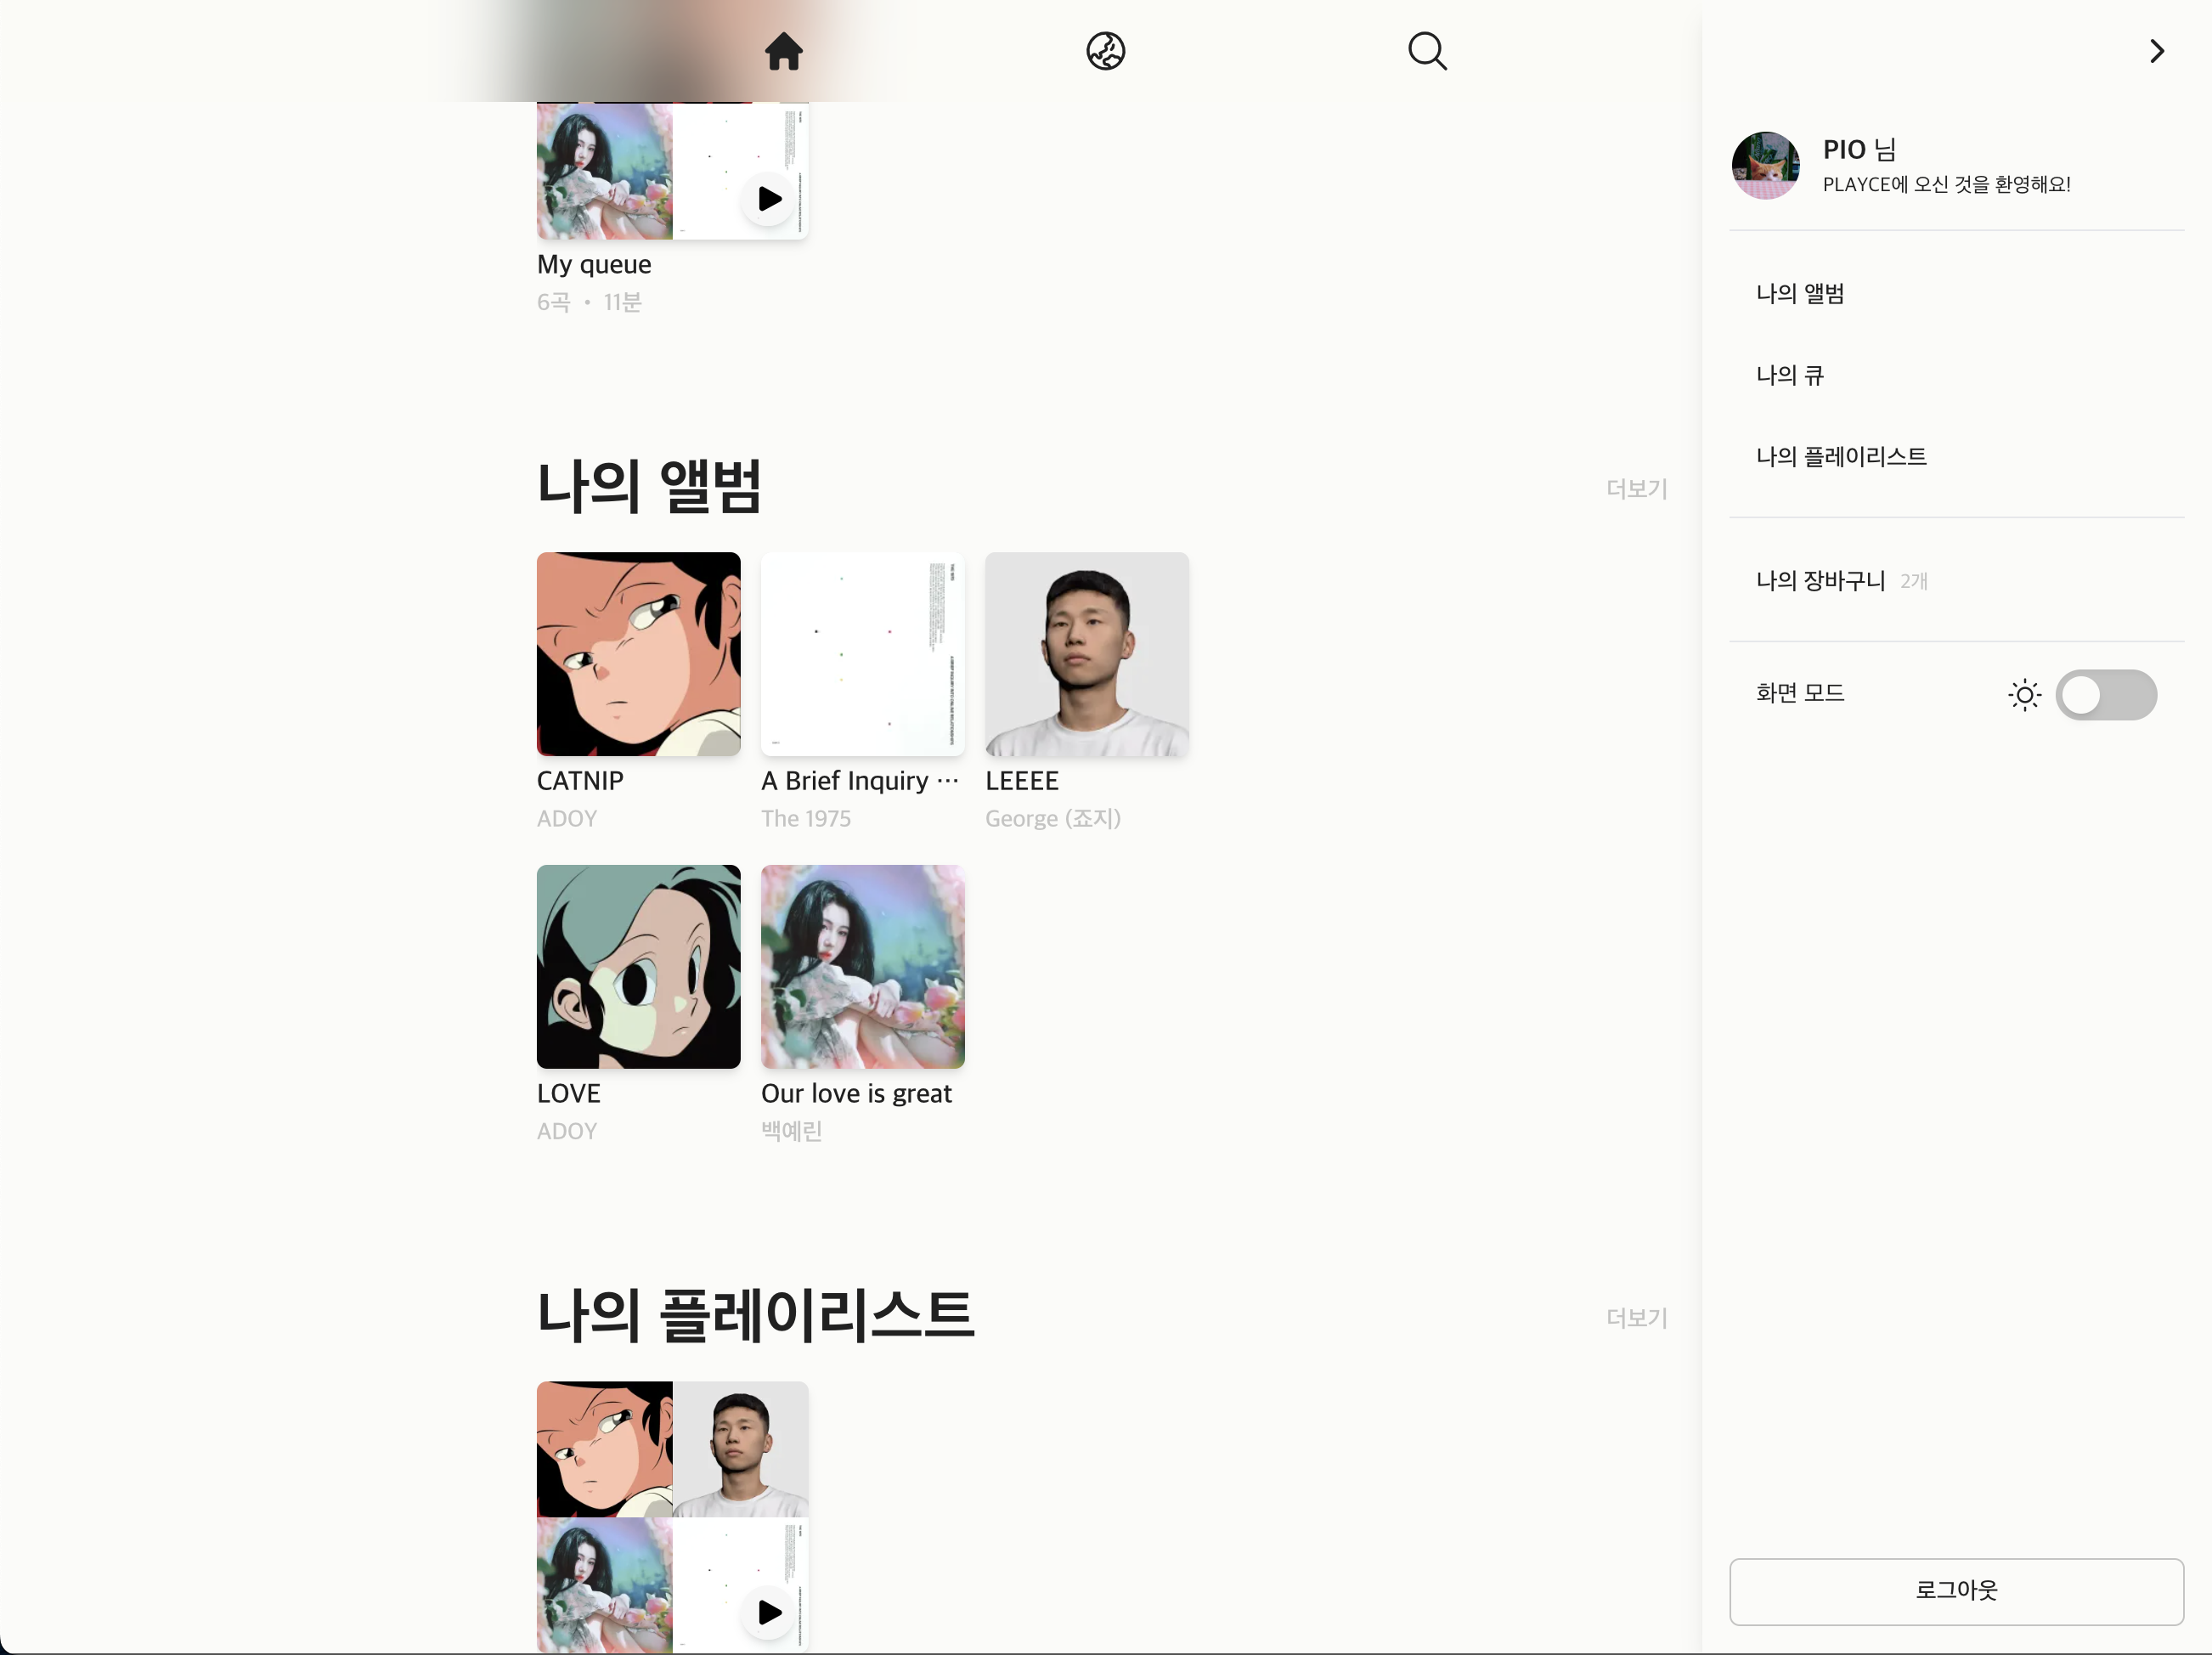 My queue
6곡 • 11분
나의 앨범
더보기
CATNIP
ADOY
A Brief Inquiry ···
The 1975
LEEEE
George (죠지)
LOVE
ADOY
Our love is great
백예린
나의 플레이리스트
더보기
PIO 님
PLAYCE에 오신 것을 환영해요!
나의 앨범
나의 큐
나의 플레이리스트
나의 장바구니 2개
화면 모드
로그아웃